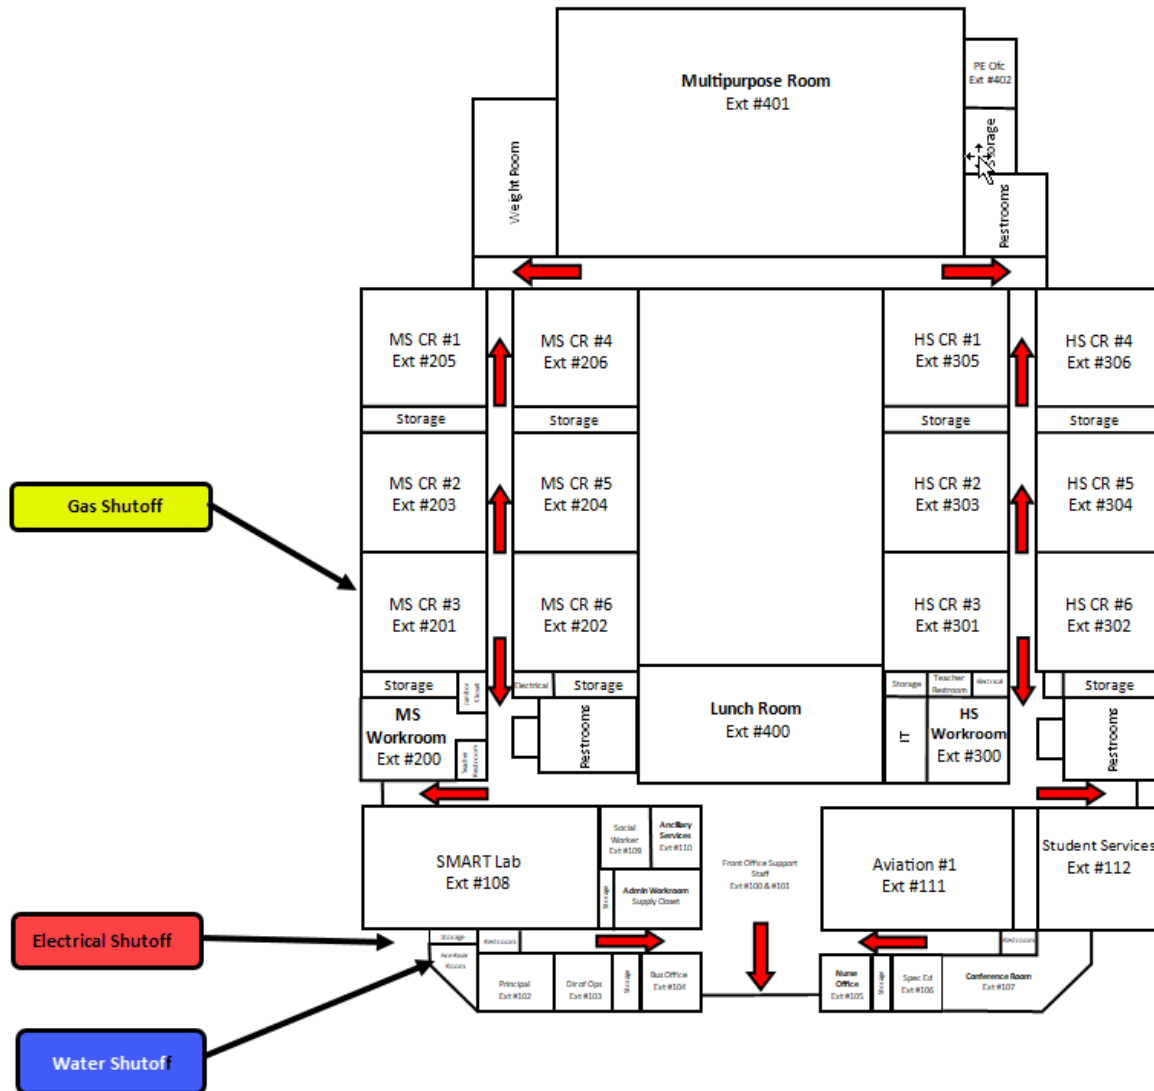 PE Ofc
Ext #402
Multipurpose Room
Ext #401
Storage
Weight Room
Restrooms
MS CR #1
Ext #205
MS CR #4
Ext #206
HS CR #1
Ext #305
HS CR #4
Ext #306
Storage
Storage
Storage
Storage
MS CR #2
Ext #203
MS CR #5
Ext #204
HS CR #2
Ext #303
HS CR #5
Ext #304
Gas Shutoff
MS CR #3
Ext #201
MS CR #6
Ext #202
HS CR #3
Ext #301
HS CR #6
Ext #302
Storage
Janitor
Closet
Electrical
Storage
Storage
Teacher
Restroom
Electrical
Storage
MS
Workroom
Ext #200
Teacher
Restroom
Restrooms
Lunch Room
Ext #400
IT
HS
Workroom
Ext #300
Restrooms
SMART Lab
Ext #108
Social
Worker
Ext #109
Ancillary
Services
Ext #110
Storage
Admin Workroom
Supply Closet
Front Office Support
Staff
Ext #100 & #101
Aviation #1
Ext #111
Student Services
Ext #112
Electrical Shutoff
Storage
Room
Restroom
Principal
Ext #102
Dir of Ops
Ext #103
Storage
Bus Office
Ext #104
Nurse
Office
Ext #105
Storage
Spec Ed
Ext #106
Restroom
Conference Room
Ext #107
Water Shutoff